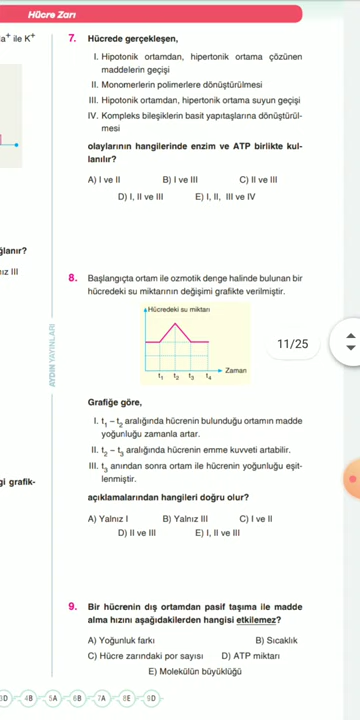 Hücre Zarı
a⁺ ile K⁺
7. Hücrede gerçekleşen,
I. Hipotonik ortamdan, hipertonik ortama çözünen
maddelerin geçişi
II. Monomerlerin polimerlere dönüştürülmesi
III. Hipotonik ortamdan, hipertonik ortama suyun geçişi
IV. Kompleks bileşiklerin basit yapıtaşlarına dönüştürül-
mesi
olaylarının hangilerinde enzim ve ATP birlikte kul-
lanılır?
A) I ve II B) I ve III C) II ve III
D) I, II ve III E) I, II, III ve IV
ğlanır?
ız III
8. Başlangıçta ortam ile ozmotik denge halinde bulunan bir
hücredeki su miktarının değişimi grafikte verilmiştir.
Hücredeki su miktarı
Zaman
t₁ t₂ t₃ t₄
11/25
AYDIN YAYINLARI
Grafiğe göre,
I. t₁ – t₂ aralığında hücrenin bulunduğu ortamın madde
yoğunluğu zamanla artar.
II. t₂ – t₃ aralığında hücrenin emme kuvveti artabilir.
III. t₃ anından sonra ortam ile hücrenin yoğunluğu eşit-
lenmiştir.
gi grafik-
açıklamalarından hangileri doğru olur?
A) Yalnız I B) Yalnız III C) I ve II
D) II ve III E) I, II ve III
9. Bir hücrenin dış ortamdan pasif taşıma ile madde
alma hızını aşağıdakilerden hangisi etkilemez?
A) Yoğunluk farkı B) Sıcaklık
C) Hücre zarındaki por sayısı D) ATP miktarı
E) Molekülün büyüklüğü
4B 5A 6B 7A 8E 9D